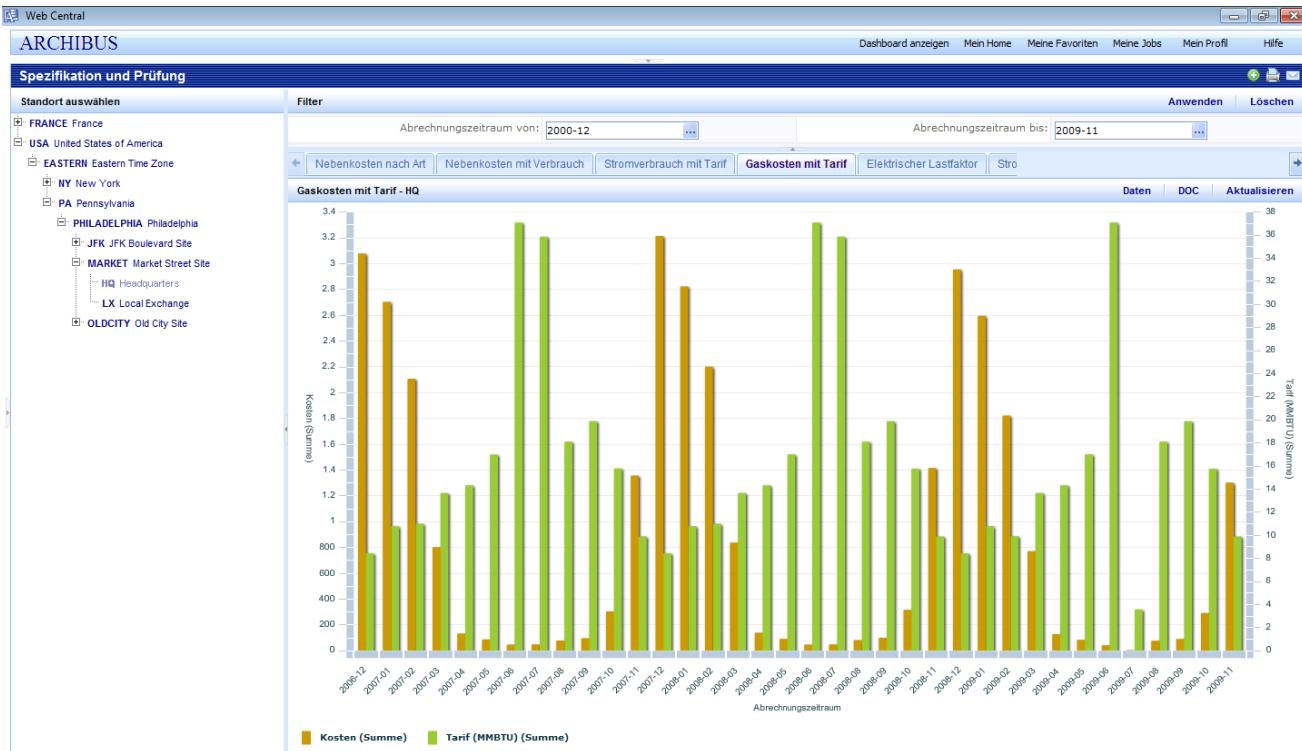 Web Central
ARCHIBUS
Dashboard anzeigen Mein Home Meine Favoriten Meine Jobs Mein Profil Hilfe
Spezifikation und Prüfung
Standort auswählen
FRANCE France
USA United States of America
EASTERN Eastern Time Zone
NY New York
PA Pennsylvania
PHILADELPHIA Philadelphia
JFK JFK Boulevard Site
MARKET Market Street Site
HQ Headquarters
LX Local Exchange
OLDCITY Old City Site
Filter Anwenden Löschen
Abrechnungszeitraum von: 2000-12 ... Abrechnungszeitraum bis: 2009-11 ...
Nebenkosten nach Art Nebenkosten mit Verbrauch Stromverbrauch mit Tarif Gaskosten mit Tarif Elektrischer Lastfaktor Stro
Gaskosten mit Tarif - HQ Daten DOC Aktualisieren
Kosten (Summe)
3.4
3.2
3
2.8
2.6
2.4
2.2
2
1.8
1.6
1.4
1.2
1
800
600
400
200
0
38
36
34
32
30
28
26
24
22
20
18
16
14
12
10
8
6
4
2
0
Tarif (MMBTU) (Summe)
2006-12 2007-01 2007-02 2007-03 2007-04 2007-05 2007-06 2007-07 2007-08 2007-09 2007-10 2007-11 2007-12 2008-01 2008-02 2008-03 2008-04 2008-05 2008-06 2008-07 2008-08 2008-09 2008-10 2008-11 2008-12 2009-01 2009-02 2009-03 2009-04 2009-05 2009-06 2009-07 2009-08 2009-09 2009-10 2009-11
Abrechnungszeitraum
Kosten (Summe) Tarif (MMBTU) (Summe)